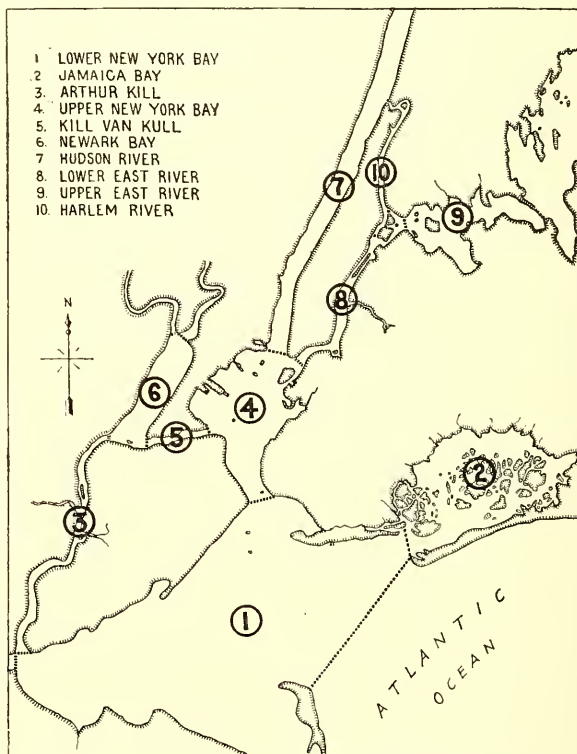 1 LOWER NEW YORK BAY
2 JAMAICA BAY
3. ARTHUR KILL
4. UPPER NEW YORK BAY
5. KILL VAN KULL
6. NEWARK BAY
7 HUDSON RIVER
8. LOWER EAST RIVER
9. UPPER EAST RIVER
10. HARLEM RIVER
7
10
9
8
N
6
4
5
2
3
1
ATLANTIC
OCEAN